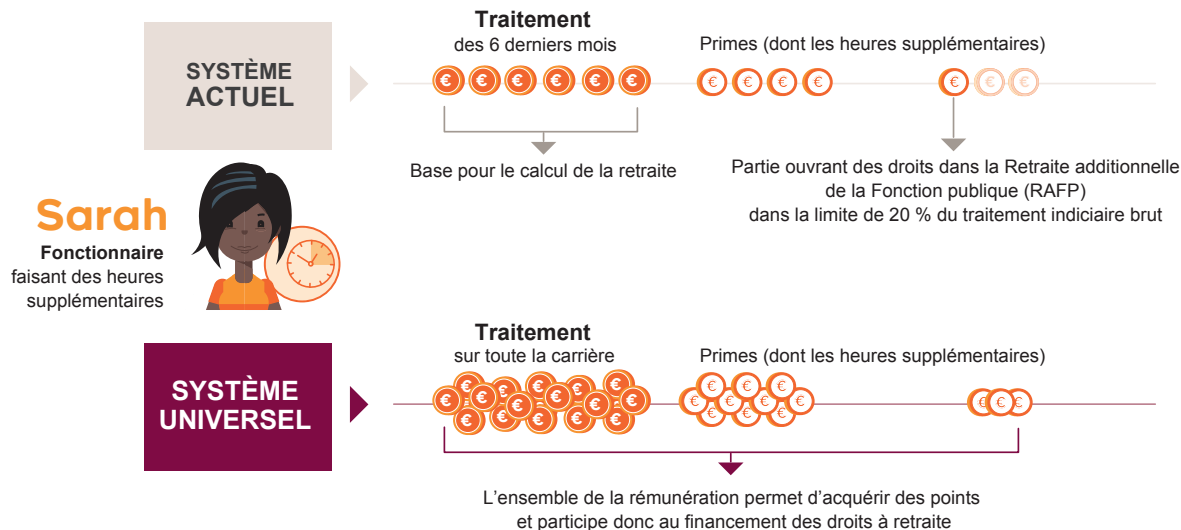 SYSTÈME
ACTUEL
Traitement
des 6 derniers mois
Primes (dont les heures supplémentaires)
€ € € € € €
€ € € €
€ € €
Base pour le calcul de la retraite
Partie ouvrant des droits dans la Retraite additionnelle
de la Fonction publique (RAFP)
dans la limite de 20 % du traitement indiciaire brut
Sarah
Fonctionnaire
faisant des heures
supplémentaires
SYSTÈME
UNIVERSEL
Traitement
sur toute la carrière
Primes (dont les heures supplémentaires)
€ € € € € € € € € € € € € € € €
€ € € € € € € € € €
€ € €
L'ensemble de la rémunération permet d'acquérir des points
et participe donc au financement des droits à retraite